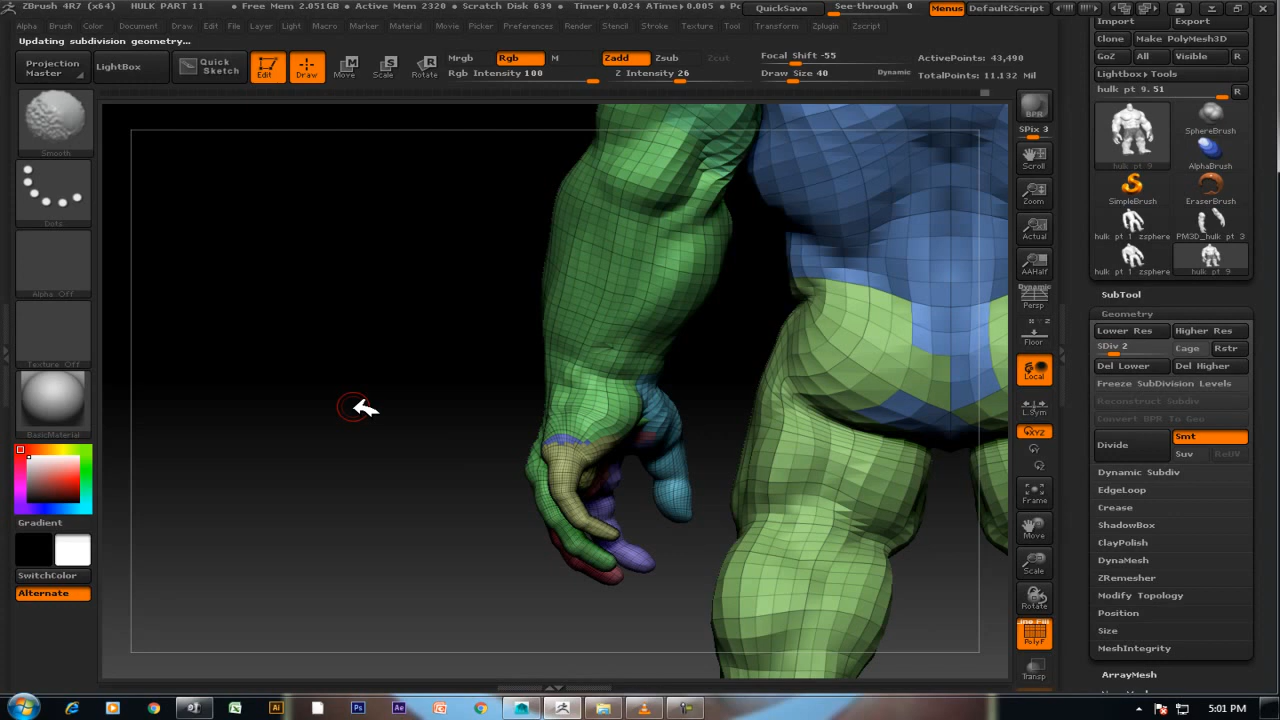 ZBrush 4R7 (x64) HULK PART 11 • Free Mem 2.051GB • Active Mem 2320 • Scratch Disk 639 • Timer▸0.024 ATime▸0.005 • Pc QuickSave See-through 0 Menus DefaultZScript
Alpha Brush Color Document Draw Edit File Layer Light Macro Marker Material Movie Picker Preferences Render Stencil Stroke Texture Tool Transform Zplugin Zscript
Updating subdivision geometry...
Projection Master
LightBox
Quick Sketch
Edit
Draw
Move
Scale
Rotate
Mrgb Rgb M
Rgb Intensity 100
Zadd Zsub Zcut
Z Intensity 26
Focal Shift -55
Draw Size 40 Dynamic
ActivePoints: 43,490
TotalPoints: 11.132 Mil
Smooth
Dots
Alpha Off
Texture Off
BasicMaterial
Gradient
SwitchColor
Alternate
BPR
SPix 3
Scroll
Zoom
Actual
AAHalf
Dynamic
Persp
X Y Z
Floor
Local
L.Sym
XYZ
Y
Z
Frame
Move
Scale
Rotate
PolyF
Transp
Import Export
Clone Make PolyMesh3D
GoZ All Visible R
Lightbox▸Tools
hulk pt 9. 51 R
hulk pt 9
SphereBrush
AlphaBrush
SimpleBrush EraserBrush
hulk pt 1 zsphere PM3D_hulk pt 3
hulk pt 1 zsphere hulk pt 9
SubTool
Geometry
Lower Res Higher Res
SDiv 2 Cage Rstr
Del Lower Del Higher
Freeze SubDivision Levels
Reconstruct Subdiv
Convert BPR To Geo
Divide Smt
Suv ReUV
Dynamic Subdiv
EdgeLoop
Crease
ShadowBox
ClayPolish
DynaMesh
ZRemesher
Modify Topology
Position
Size
MeshIntegrity
ArrayMesh
5:01 PM